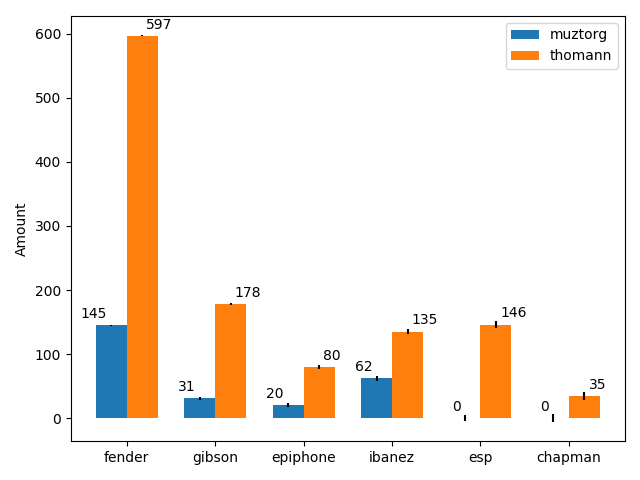 597
muztorg
thomann
600
500
400
300
200
100
0
Amount
145
31
178
20
80
62
135
0
146
0
35
fender
gibson
epiphone
ibanez
esp
chapman